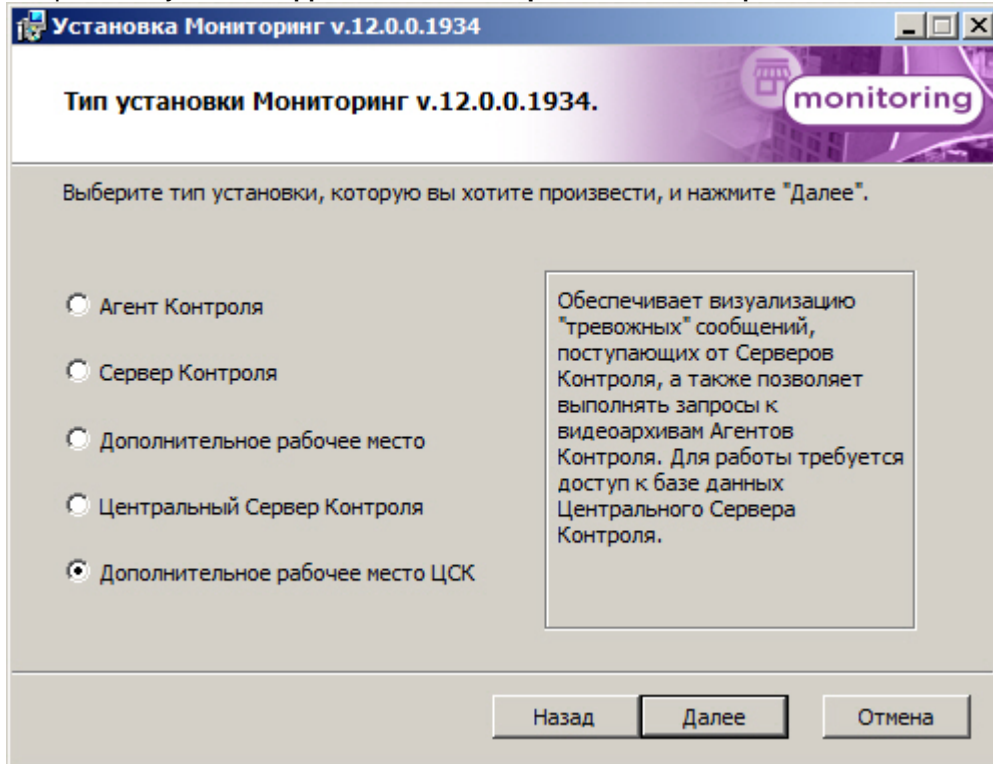 Установка Мониторинг v.12.0.0.1934
Тип установки Мониторинг v.12.0.0.1934.
monitoring
Выберите тип установки, которую вы хотите произвести, и нажмите "Далее".
Агент Контроля
Сервер Контроля
Дополнительное рабочее место
Центральный Сервер Контроля
Дополнительное рабочее место ЦСК
Обеспечивает визуализацию
"тревожных" сообщений,
поступающих от Серверов
Контроля, а также позволяет
выполнять запросы к
видеоархивам Агентов
Контроля. Для работы требуется
доступ к базе данных
Центрального Сервера
Контроля.
Назад
Далее
Отмена